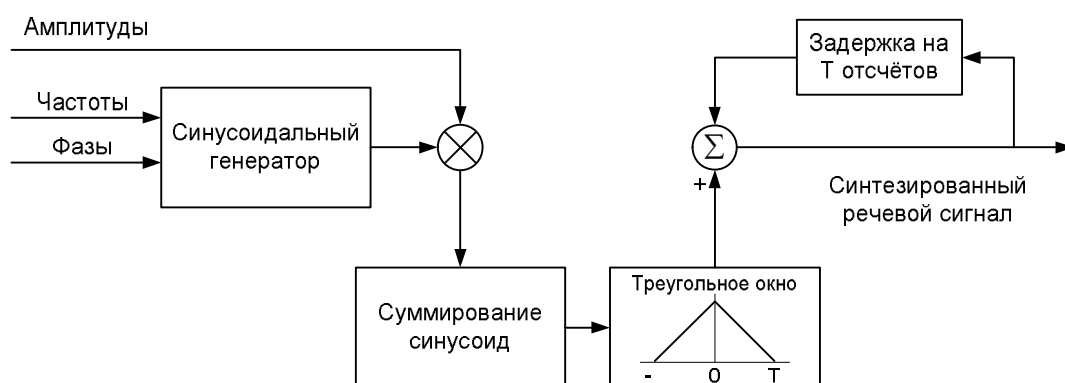 Амплитуды
Частоты
Фазы
Синусоидальный
генератор
Задержка на
Т отсчётов
Σ
+
Синтезированный
речевой сигнал
Суммирование
синусоид
Треугольное окно
- 0 T